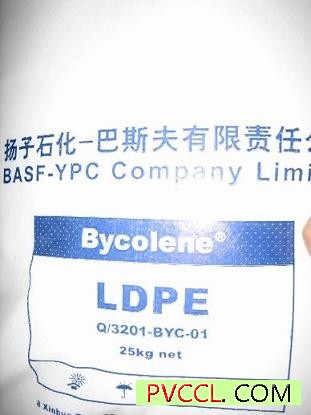 扬子石化-巴斯夫有限责任
BASF-YPC Company Limi
Bycolene®
LDPE
Q/3201-BYC-01
25kg net
PVCCL.COM